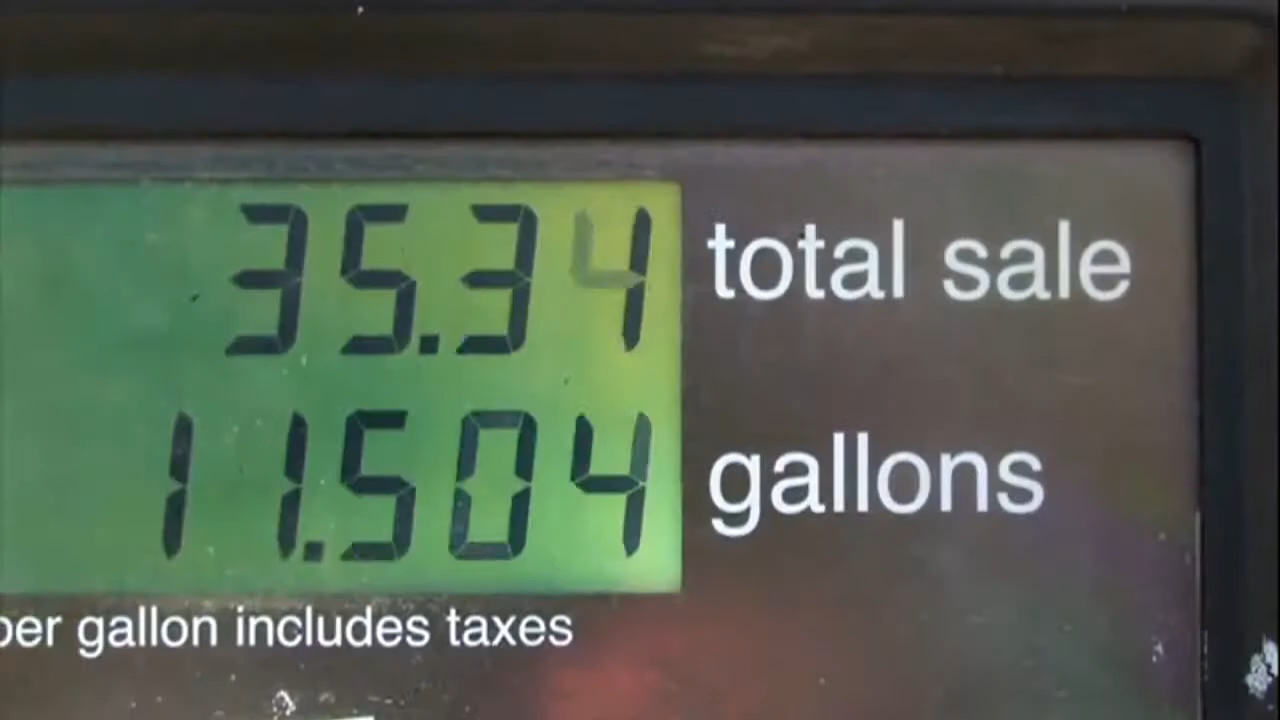 35.34 total sale
11.504 gallons
per gallon includes taxes